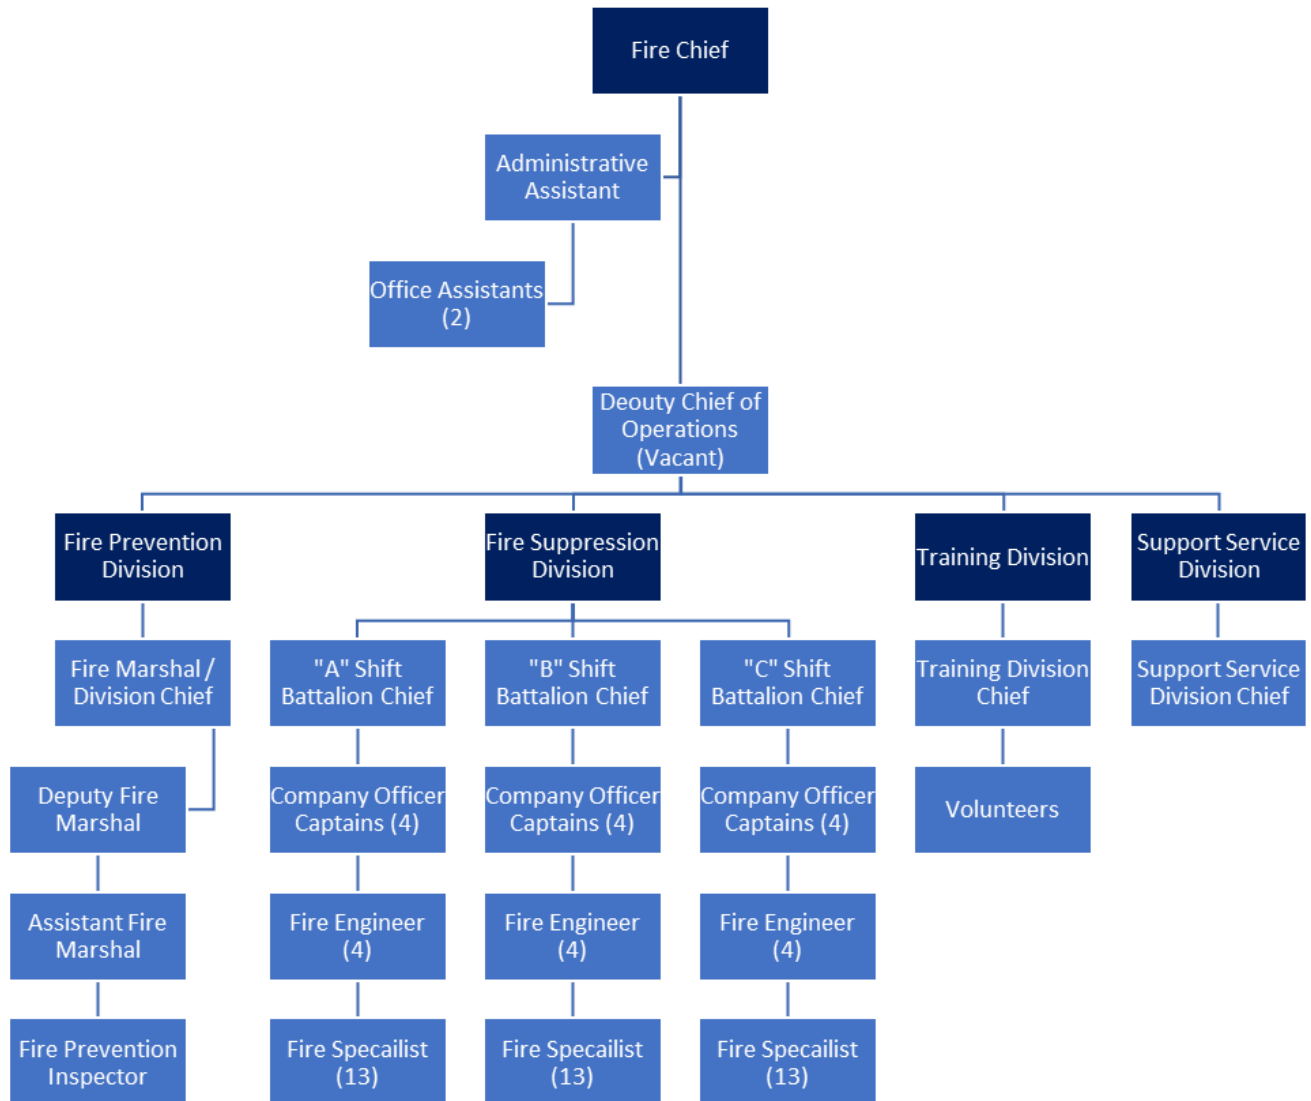 Fire Chief
Administrative
Assistant
Office Assistants
(2)
Deouty Chief of
Operations
(Vacant)
Fire Prevention
Division
Fire Suppression
Division
Training Division
Support Service
Division
Fire Marshal /
Division Chief
"A" Shift
Battalion Chief
"B" Shift
Battalion Chief
"C" Shift
Battalion Chief
Training Division
Chief
Support Service
Division Chief
Deputy Fire
Marshal
Company Officer
Captains (4)
Company Officer
Captains (4)
Company Officer
Captains (4)
Volunteers
Assistant Fire
Marshal
Fire Engineer
(4)
Fire Engineer
(4)
Fire Engineer
(4)
Fire Prevention
Inspector
Fire Specailist
(13)
Fire Specailist
(13)
Fire Specailist
(13)